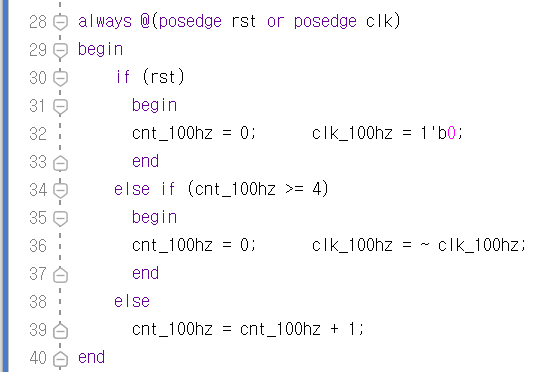 28 always @(posedge rst or posedge clk)
29 begin
30 if (rst)
31 begin
32 cnt_100hz = 0; clk_100hz = 1'b0;
33 end
34 else if (cnt_100hz >= 4)
35 begin
36 cnt_100hz = 0; clk_100hz = ~ clk_100hz;
37 end
38 else
39 cnt_100hz = cnt_100hz + 1;
40 end